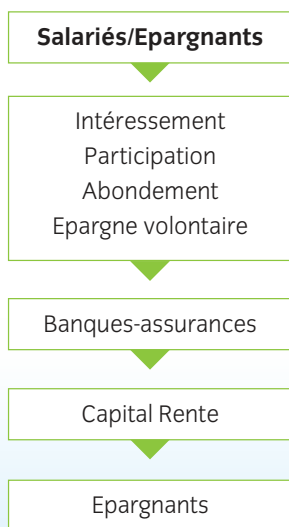 Salariés/Epargnants
Intéressement
Participation
Abondement
Epargne volontaire
Banques-assurances
Capital Rente
Epargnants